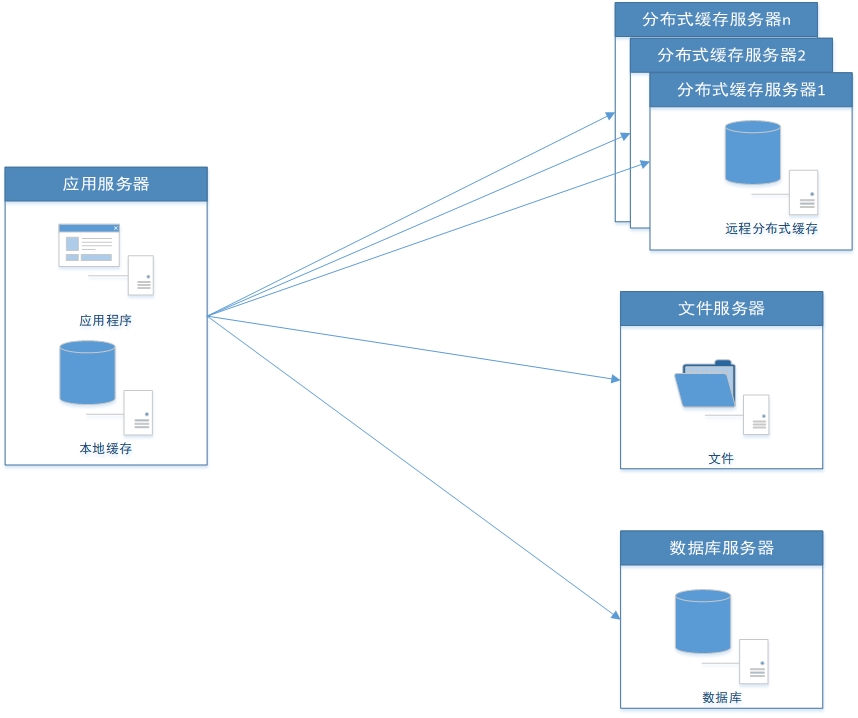 分布式缓存服务器n
分布式缓存服务器2
分布式缓存服务器1
远程分布式缓存
应用服务器
应用程序
本地缓存
文件服务器
文件
数据库服务器
数据库